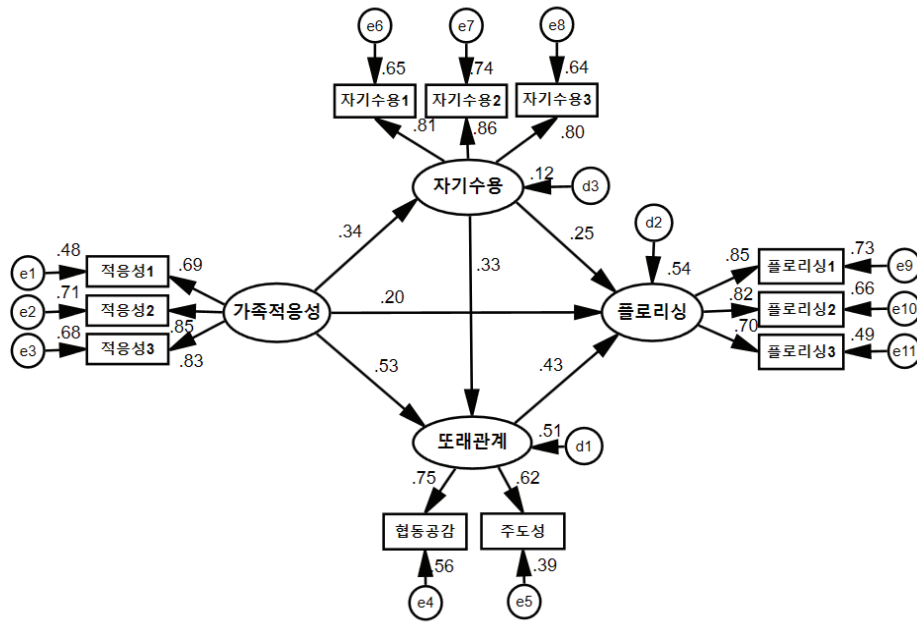 e6
e7
e8
.65
.74
.64
자기수용1
자기수용2
자기수용3
.81
.86
.80
자기수용
.12
d3
d2
.34
.33
.25
.48
.69
.85
.73
e1
적응성1
.54
플로리싱1
e9
.71
.20
.82
.66
e2
적응성2
가족적응성
플로리싱
플로리싱2
e10
.68
.85
.70
.49
e3
적응성3
.83
플로리싱3
e11
.53
.43
또래관계
.51
d1
.75
.62
협동공감
주도성
.56
.39
e4
e5